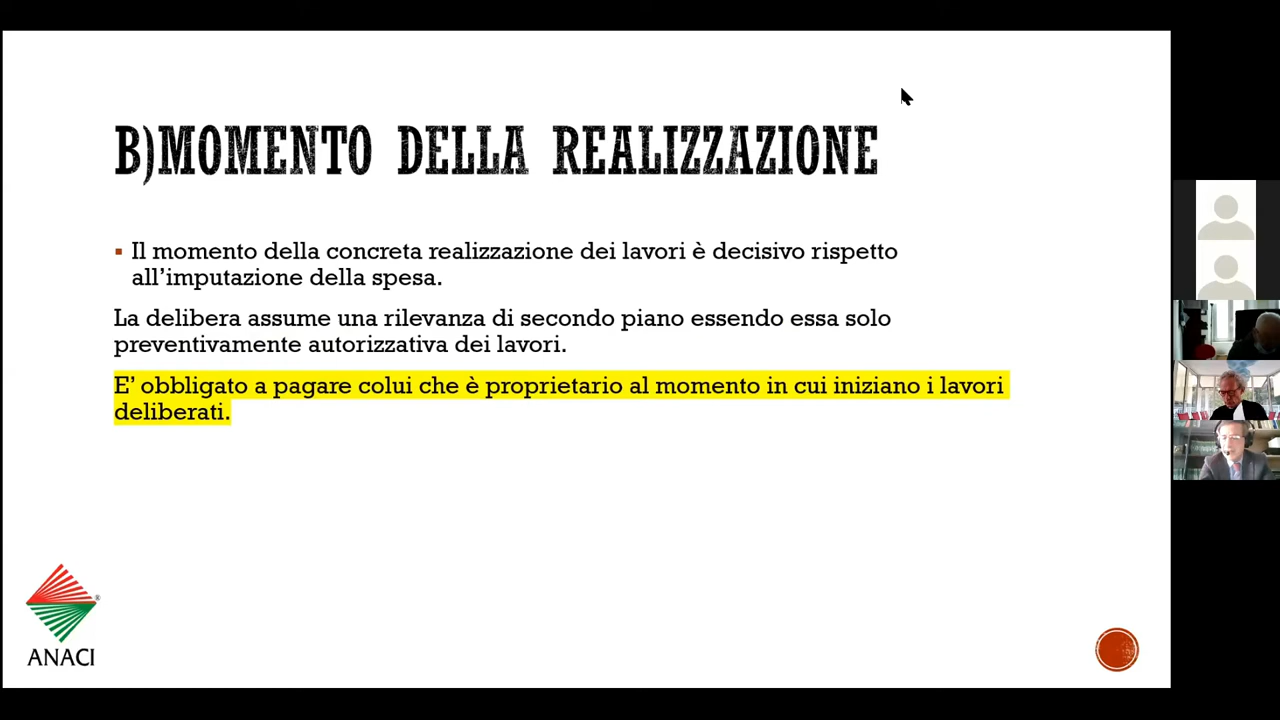 B)MOMENTO DELLA REALIZZAZIONE
▪ Il momento della concreta realizzazione dei lavori è decisivo rispetto
all’imputazione della spesa.
La delibera assume una rilevanza di secondo piano essendo essa solo
preventivamente autorizzativa dei lavori.
E’ obbligato a pagare colui che è proprietario al momento in cui iniziano i lavori
deliberati.
®
ANACI